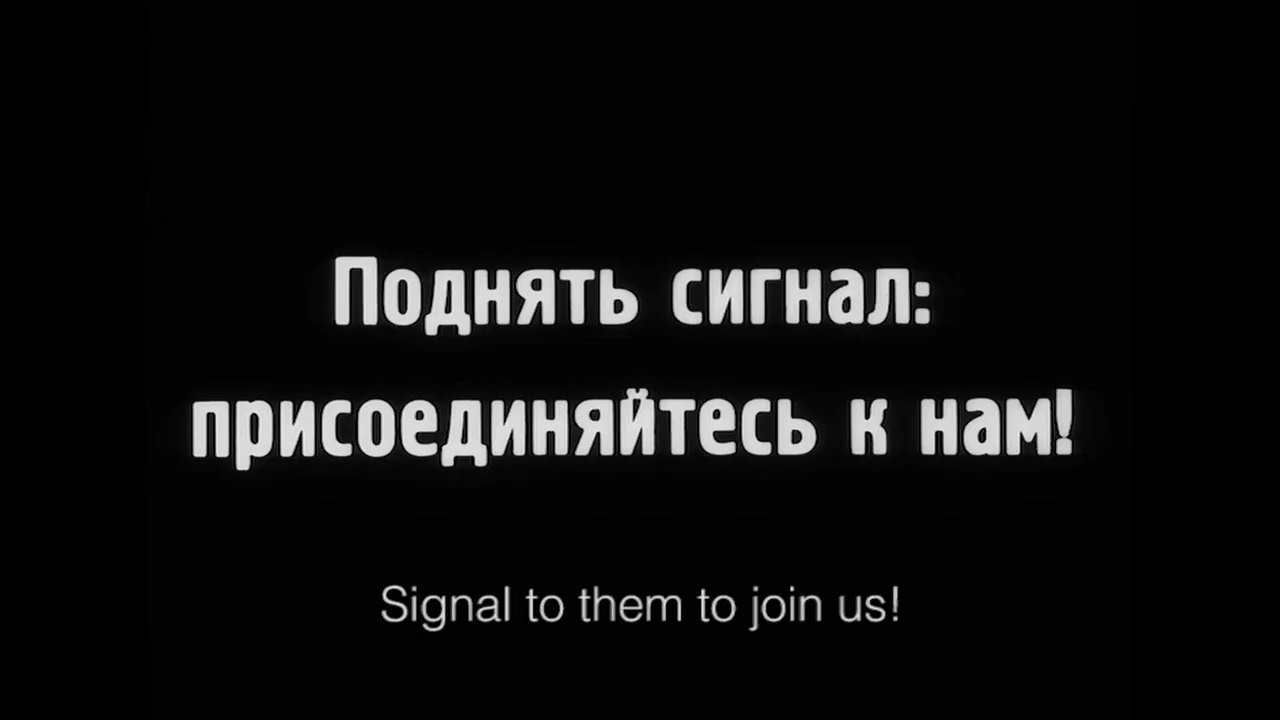 Поднять сигнал:
присоединяйтесь к нам!
Signal to them to join us!